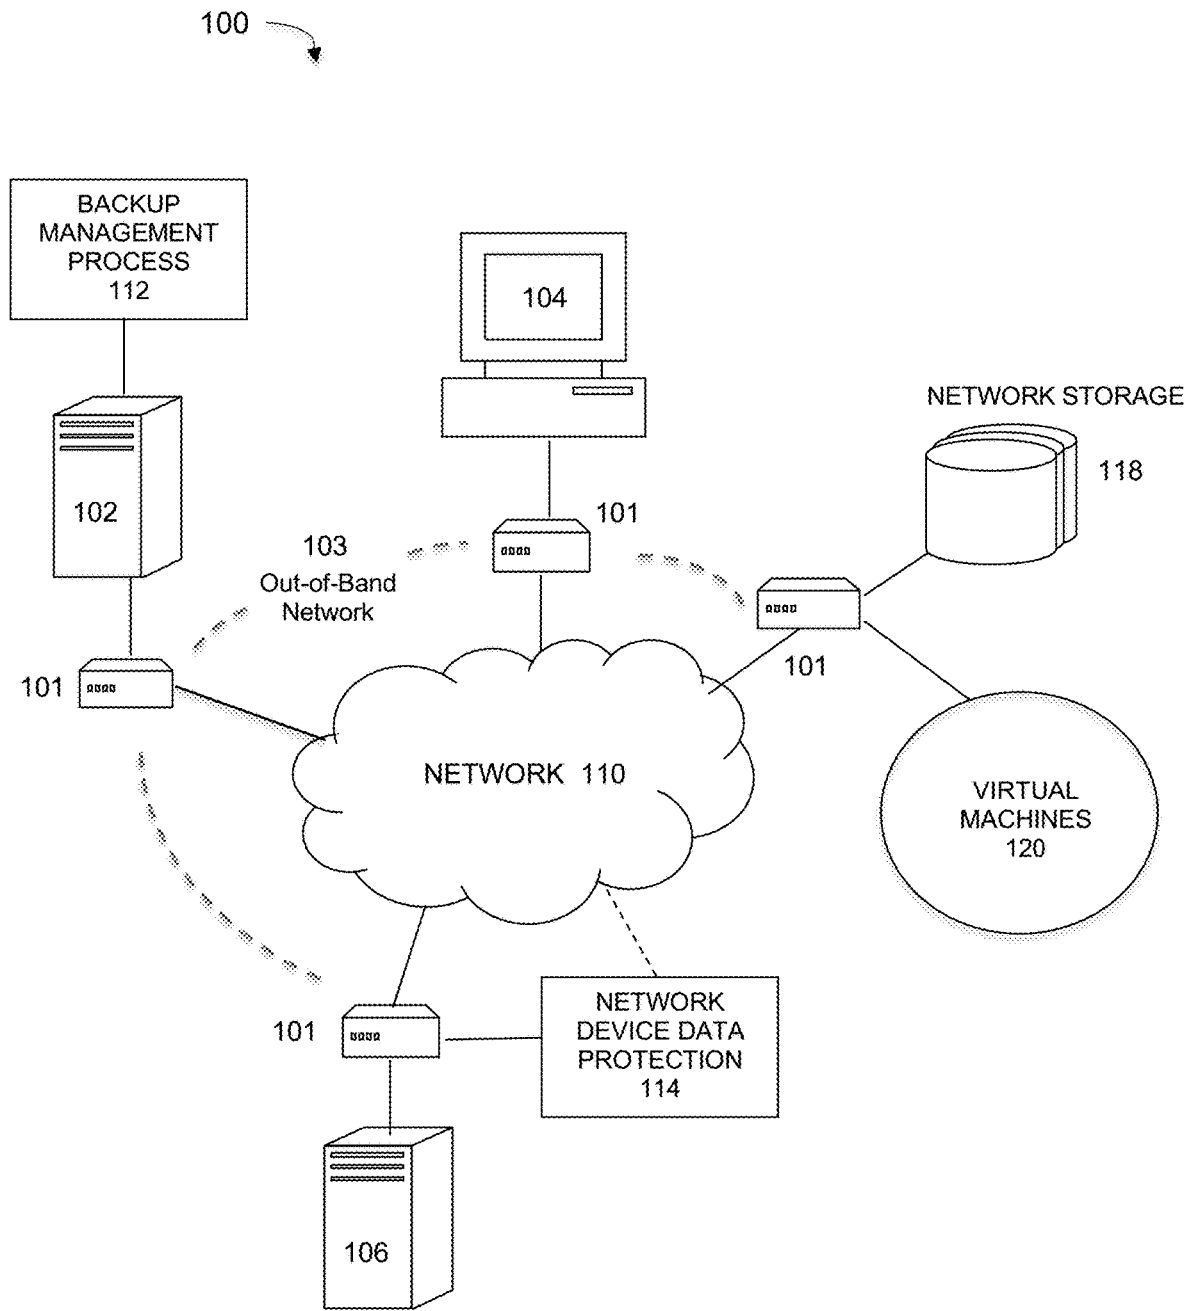 100
BACKUP
MANAGEMENT
PROCESS
112
104
NETWORK STORAGE
118
102
101
103
Out-of-Band
Network
101
101
NETWORK 110
VIRTUAL
MACHINES
120
101
NETWORK
DEVICE DATA
PROTECTION
114
106